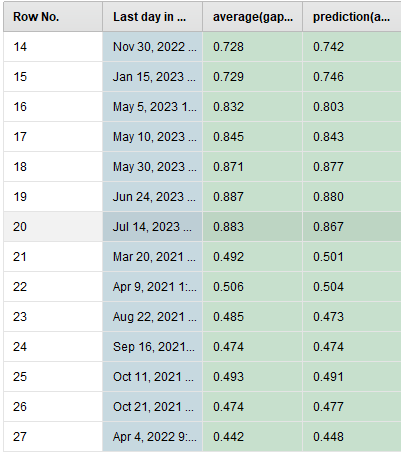 Row No. Last day in ... average(gap... prediction(a...
14 Nov 30, 2022 ... 0.728 0.742
15 Jan 15, 2023 ... 0.729 0.746
16 May 5, 2023 1... 0.832 0.803
17 May 10, 2023 ... 0.845 0.843
18 May 30, 2023 ... 0.871 0.877
19 Jun 24, 2023 ... 0.887 0.880
20 Jul 14, 2023 ... 0.883 0.867
21 Mar 20, 2021 ... 0.492 0.501
22 Apr 9, 2021 1:... 0.506 0.504
23 Aug 22, 2021 ... 0.485 0.473
24 Sep 16, 2021... 0.474 0.474
25 Oct 11, 2021 ... 0.493 0.491
26 Oct 21, 2021 ... 0.474 0.477
27 Apr 4, 2022 9:... 0.442 0.448